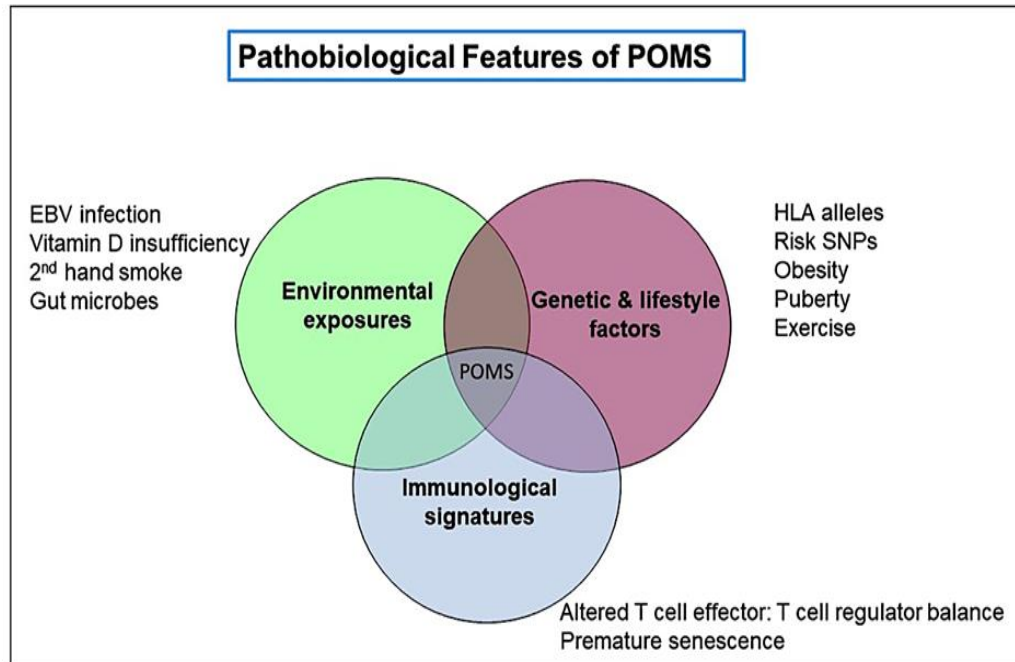 Pathobiological Features of POMS
EBV infection
Vitamin D insufficiency
2nd hand smoke
Gut microbes
Environmental
exposures
Genetic & lifestyle
factors
HLA alleles
Risk SNPs
Obesity
Puberty
Exercise
POMS
Immunological
signatures
Altered T cell effector: T cell regulator balance
Premature senescence